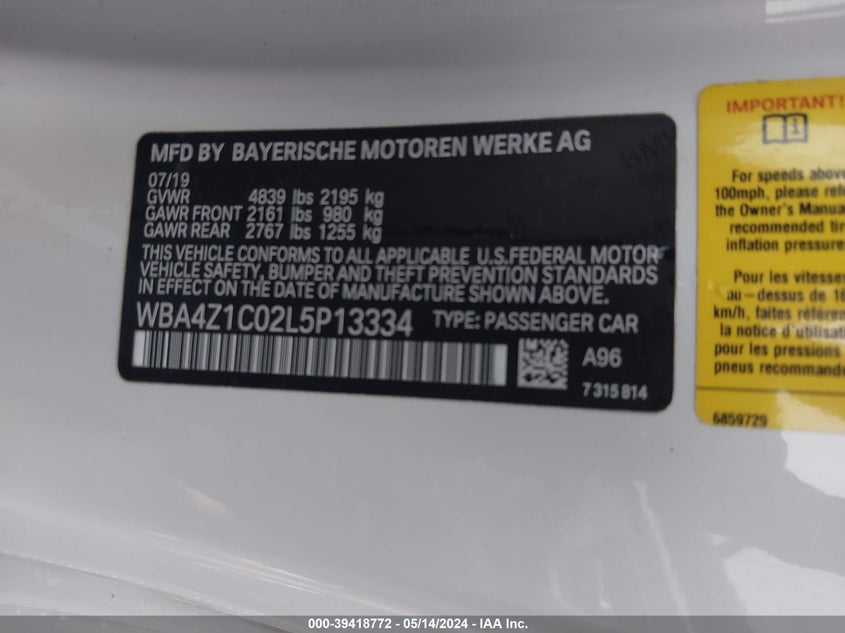 MFD BY BAYERISCHE MOTOREN WERKE AG
07/19
GVWR 4839 lbs 2195 kg
GAWR FRONT 2161 lbs 980 kg
GAWR REAR 2767 lbs 1255 kg
THIS VEHICLE CONFORMS TO ALL APPLICABLE U.S.FEDERAL MOTOR
VEHICLE SAFETY, BUMPER AND THEFT PREVENTION STANDARDS
IN EFFECT ON THE DATE OF MANUFACTURE SHOWN ABOVE.
WBA4Z1C02L5P13334 TYPE: PASSENGER CAR
A96
7315814
IMPORTANT!
For speeds above
100mph, please
the Owner's
recommended
inflation
Pour les vitesses
au-dessus de
km/h, faites
la notice
pour les pressions
pneus
6859729
000-39418772 - 05/14/2024 - IAA Inc.